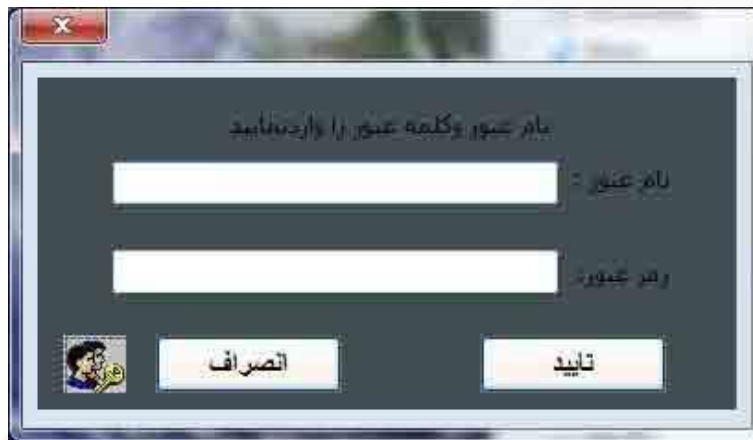 نام عبور وکلمه عبور را واردنمایید
نام عبور :
رمز عبور:
تایید
انصراف